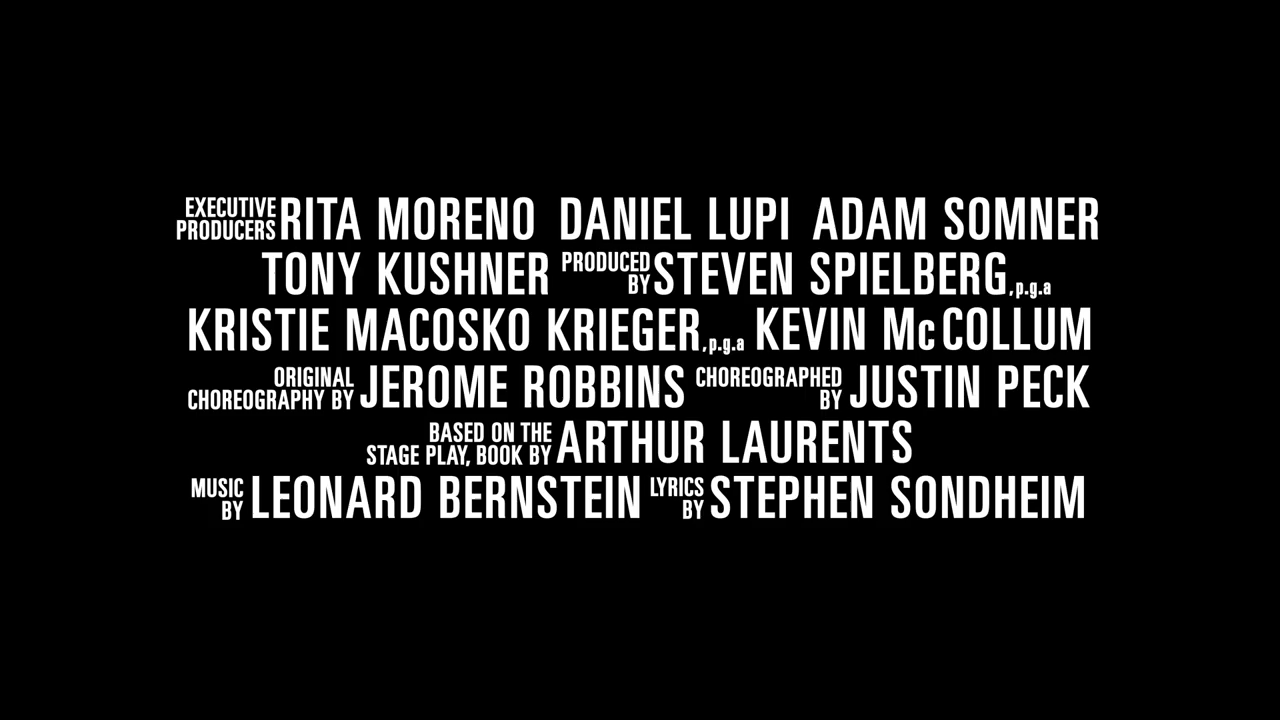 EXECUTIVE PRODUCERS RITA MORENO DANIEL LUPI ADAM SOMNER
TONY KUSHNER PRODUCED BY STEVEN SPIELBERG, p.g.a
KRISTIE MACOSKO KRIEGER, p.g.a KEVIN McCOLLUM
ORIGINAL CHOREOGRAPHY BY JEROME ROBBINS CHOREOGRAPHED BY JUSTIN PECK
BASED ON THE STAGE PLAY, BOOK BY ARTHUR LAURENTS
MUSIC BY LEONARD BERNSTEIN LYRICS BY STEPHEN SONDHEIM